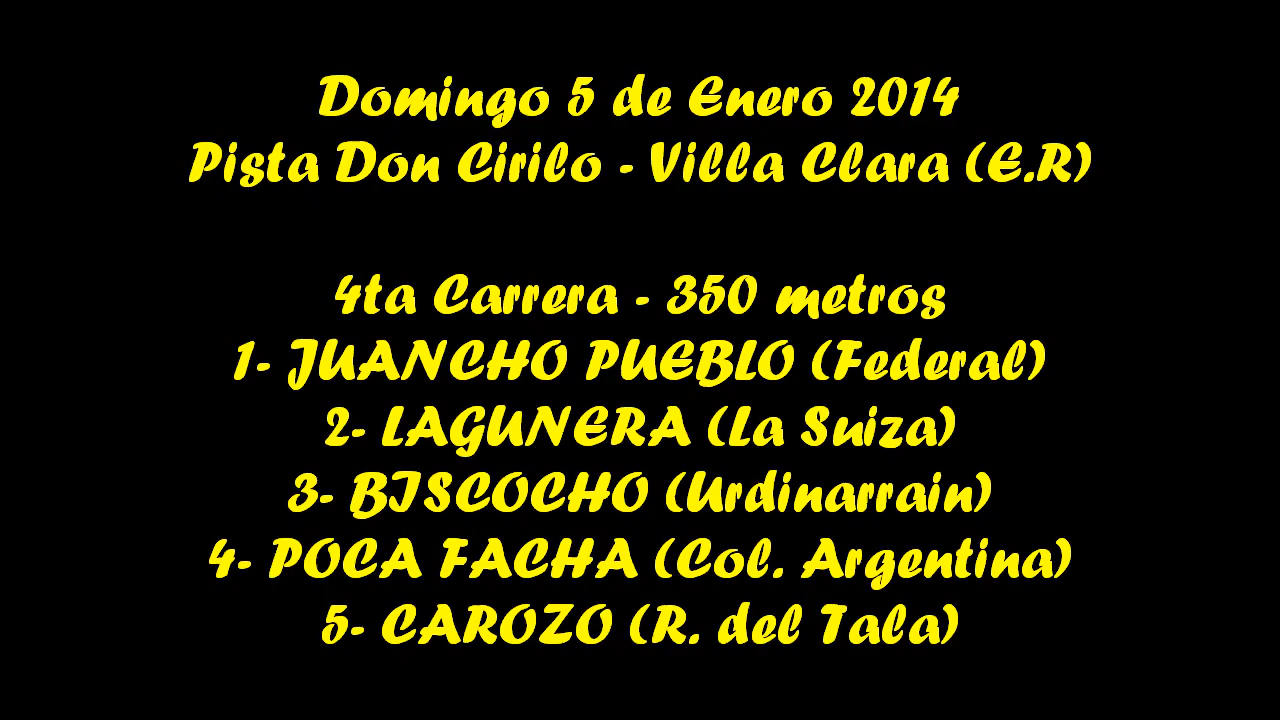 Domingo 5 de Enero 2014
Pista Don Cirilo - Villa Clara (E.R)
4ta Carrera - 350 metros
1- JUANCHO PUEBLO (Federal)
2- LAGUNERA (La Suiza)
3- BISCOCHO (Urdinarrain)
4- POCA FACHA (Col. Argentina)
5- CAROZO (R. del Tala)